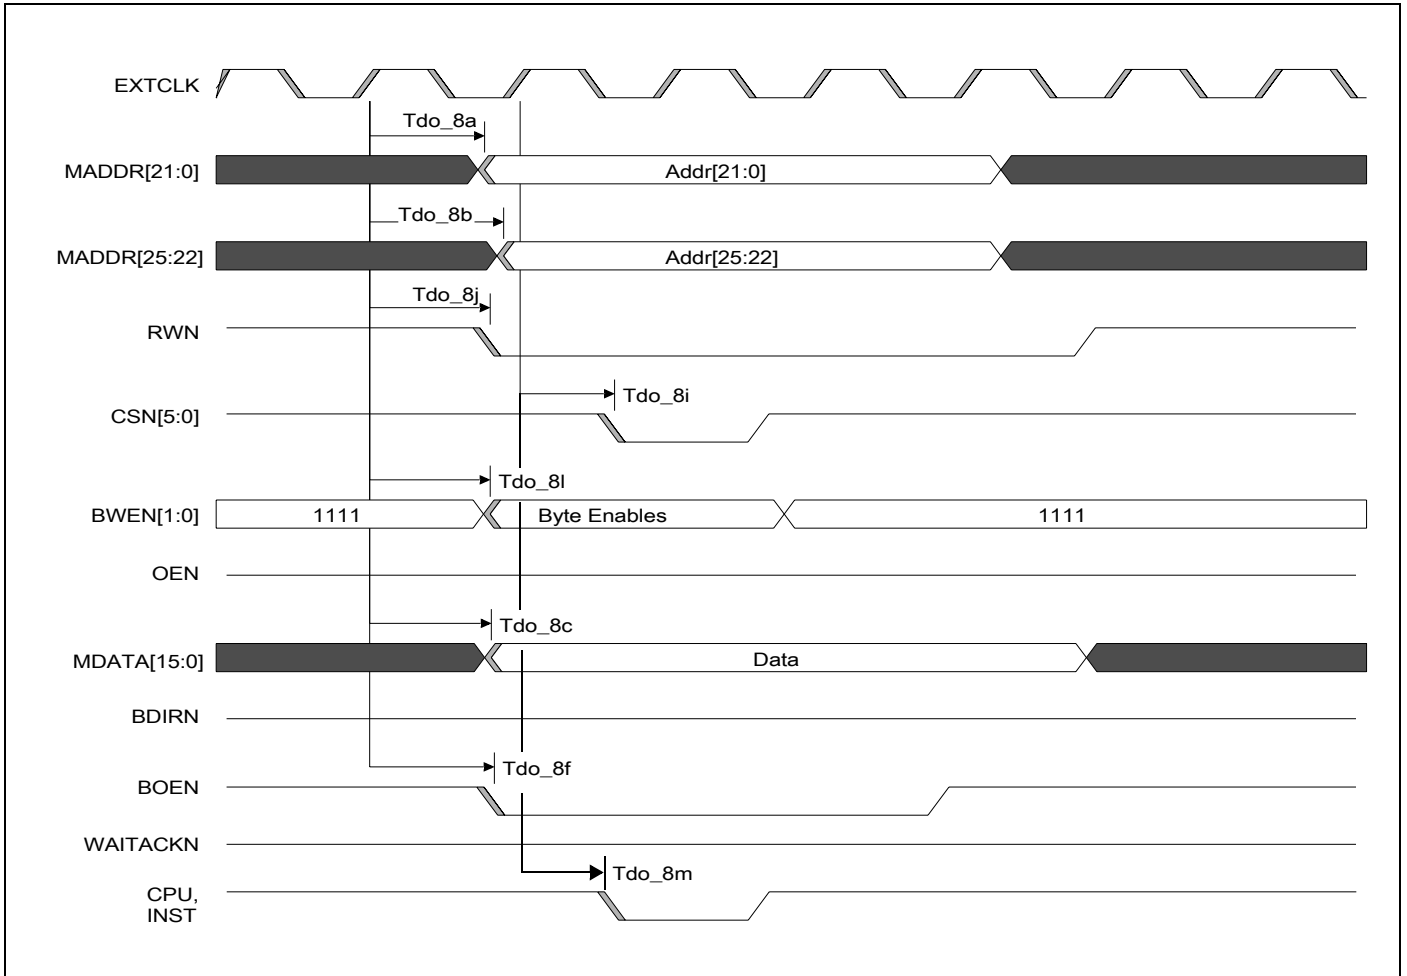 EXTCLK
Tdo_8a
MADDR[21:0]
Addr[21:0]
Tdo_8b
MADDR[25:22]
Addr[25:22]
Tdo_8j
RWN
Tdo_8i
CSN[5:0]
Tdo_8l
BWEN[1:0]
1111
Byte Enables
1111
OEN
Tdo_8c
MDATA[15:0]
Data
BDIRN
Tdo_8f
BOEN
WAITACKN
Tdo_8m
CPU,
INST